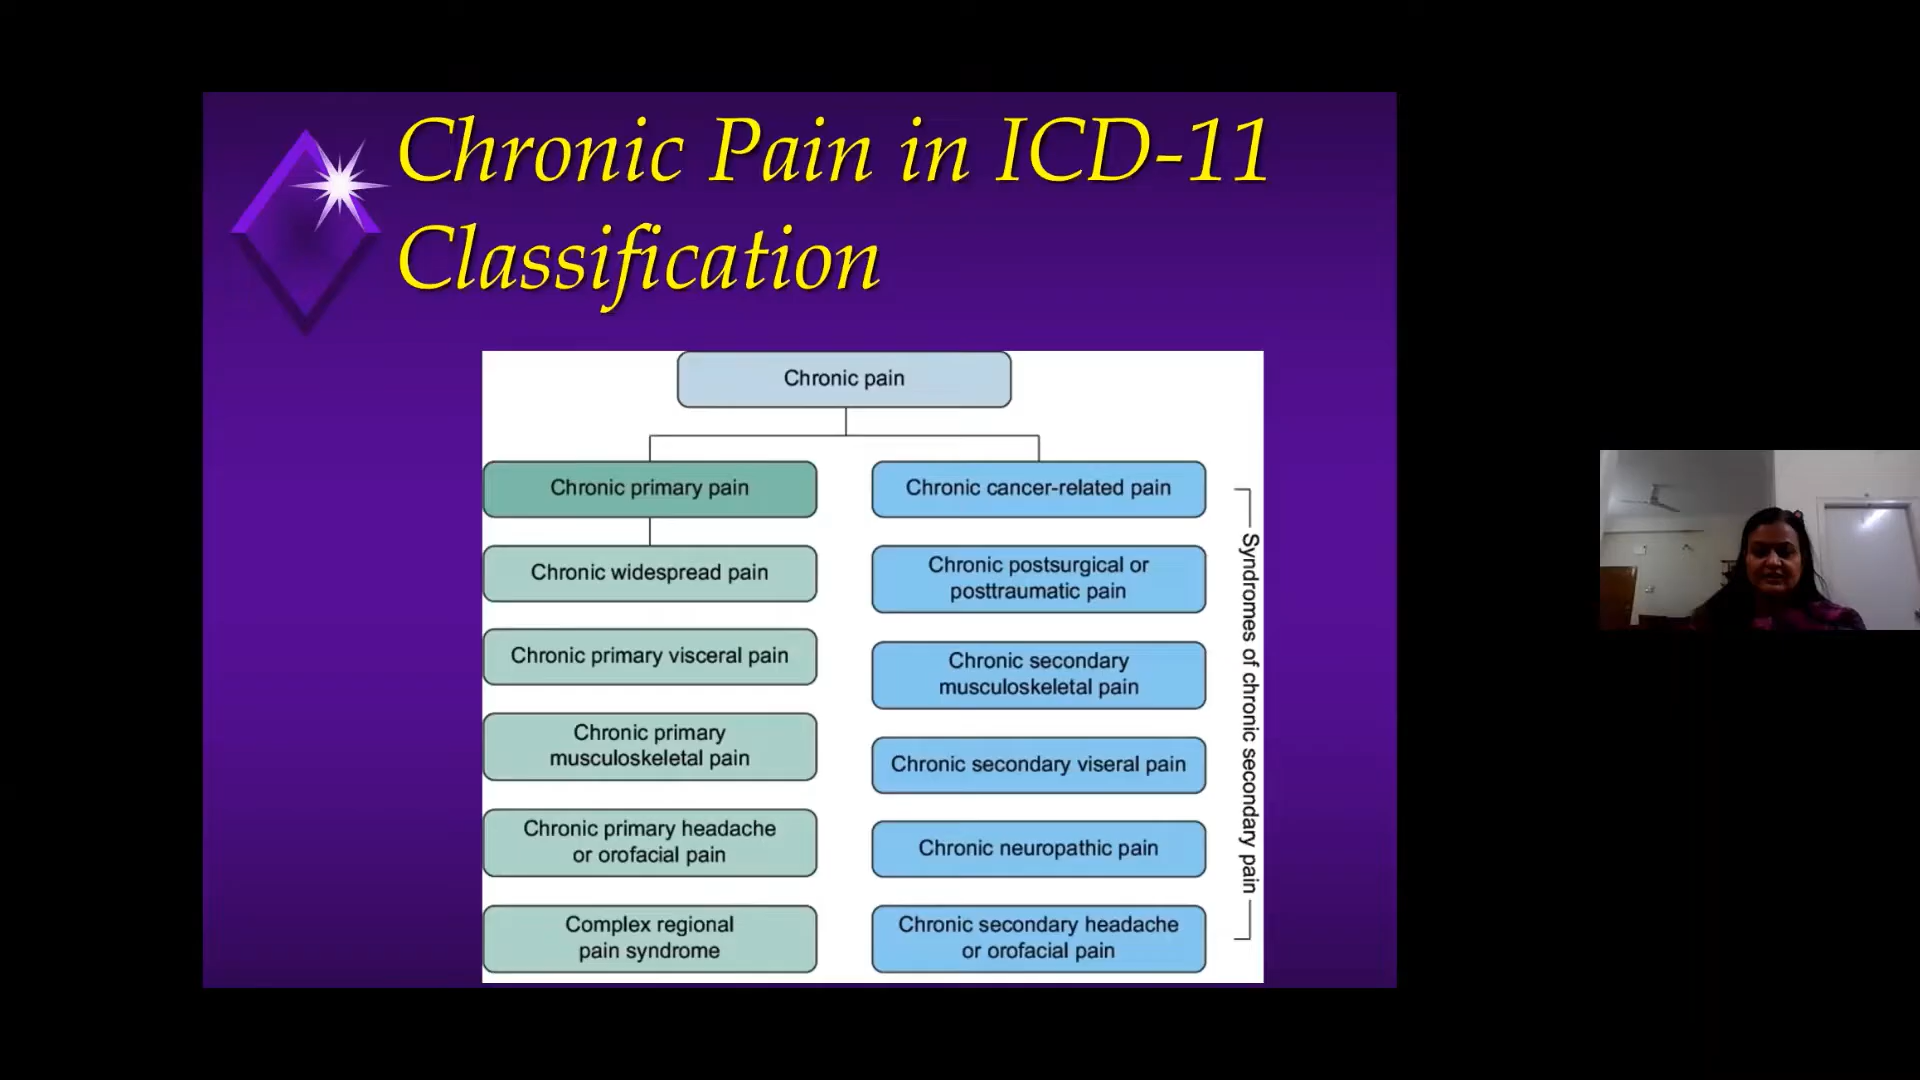 Chronic Pain in ICD-11
Classification
Chronic pain
Chronic primary pain
Chronic widespread pain
Chronic primary visceral pain
Chronic primary
musculoskeletal pain
Chronic primary headache
or orofacial pain
Complex regional
pain syndrome
Chronic cancer-related pain
Chronic postsurgical or
posttraumatic pain
Chronic secondary
musculoskeletal pain
Chronic secondary viseral pain
Chronic neuropathic pain
Chronic secondary headache
or orofacial pain
Syndromes of chronic secondary pain